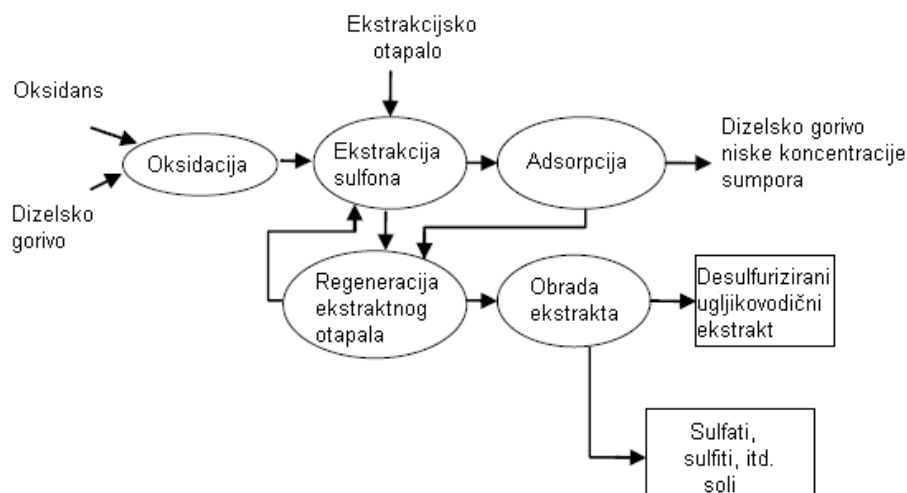 Ekstrakcijsko
otapalo
Oksidans
Oksidacija
Ekstrakcija
sulfona
Adsorpcija
Dizelsko gorivo
niske koncentracije
sumpora
Dizelsko
gorivo
Regeneracija
ekstraktnog
otapala
Obrada
ekstrakta
Desulfurizirani
ugljikovodični
ekstrakt
Sulfati,
sulfiti, itd.
soli